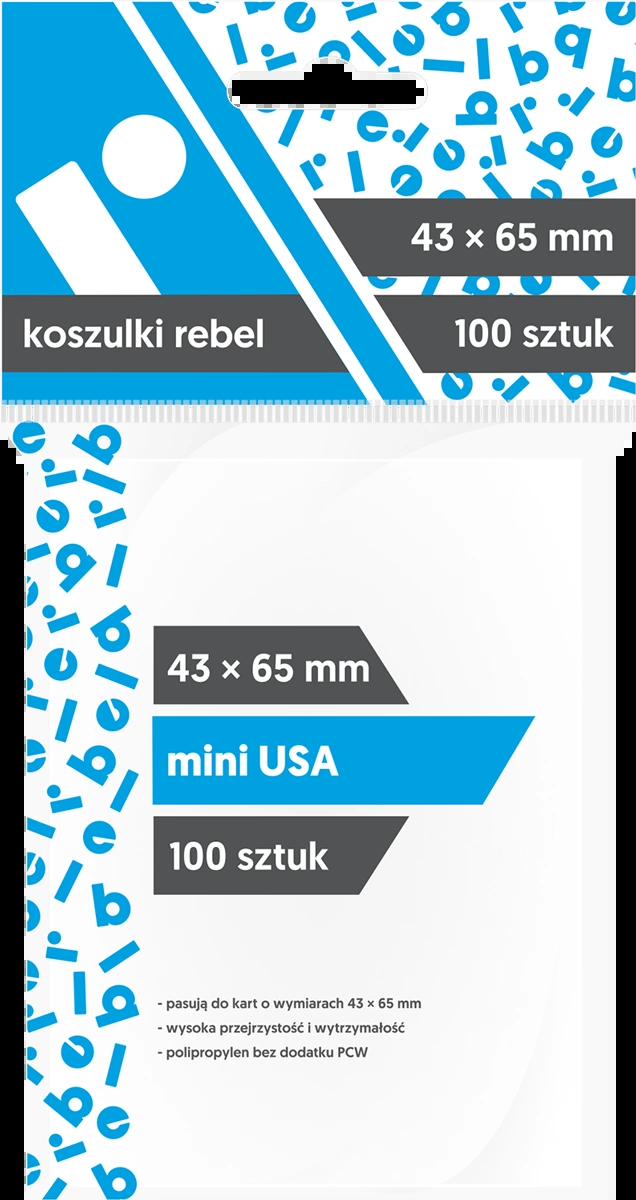 43 × 65 mm
koszulki rebel
100 sztuk
43 × 65 mm
mini USA
100 sztuk
- pasują do kart o wymiarach 43 × 65 mm
- wysoka przejrzystość i wytrzymałość
- polipropylen bez dodatku PCW